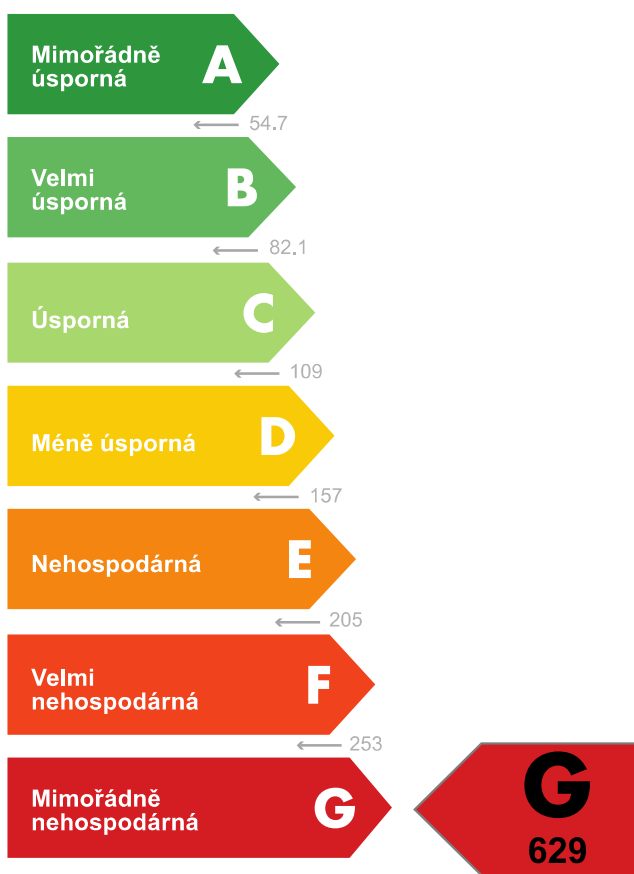 Mimořádně
úsporná
A
← 54.7
Velmi
úsporná
B
← 82.1
Úsporná
C
← 109
Méně úsporná
D
← 157
Nehospodárná
E
← 205
Velmi
nehospodárná
F
← 253
Mimořádně
nehospodárná
G
G
629